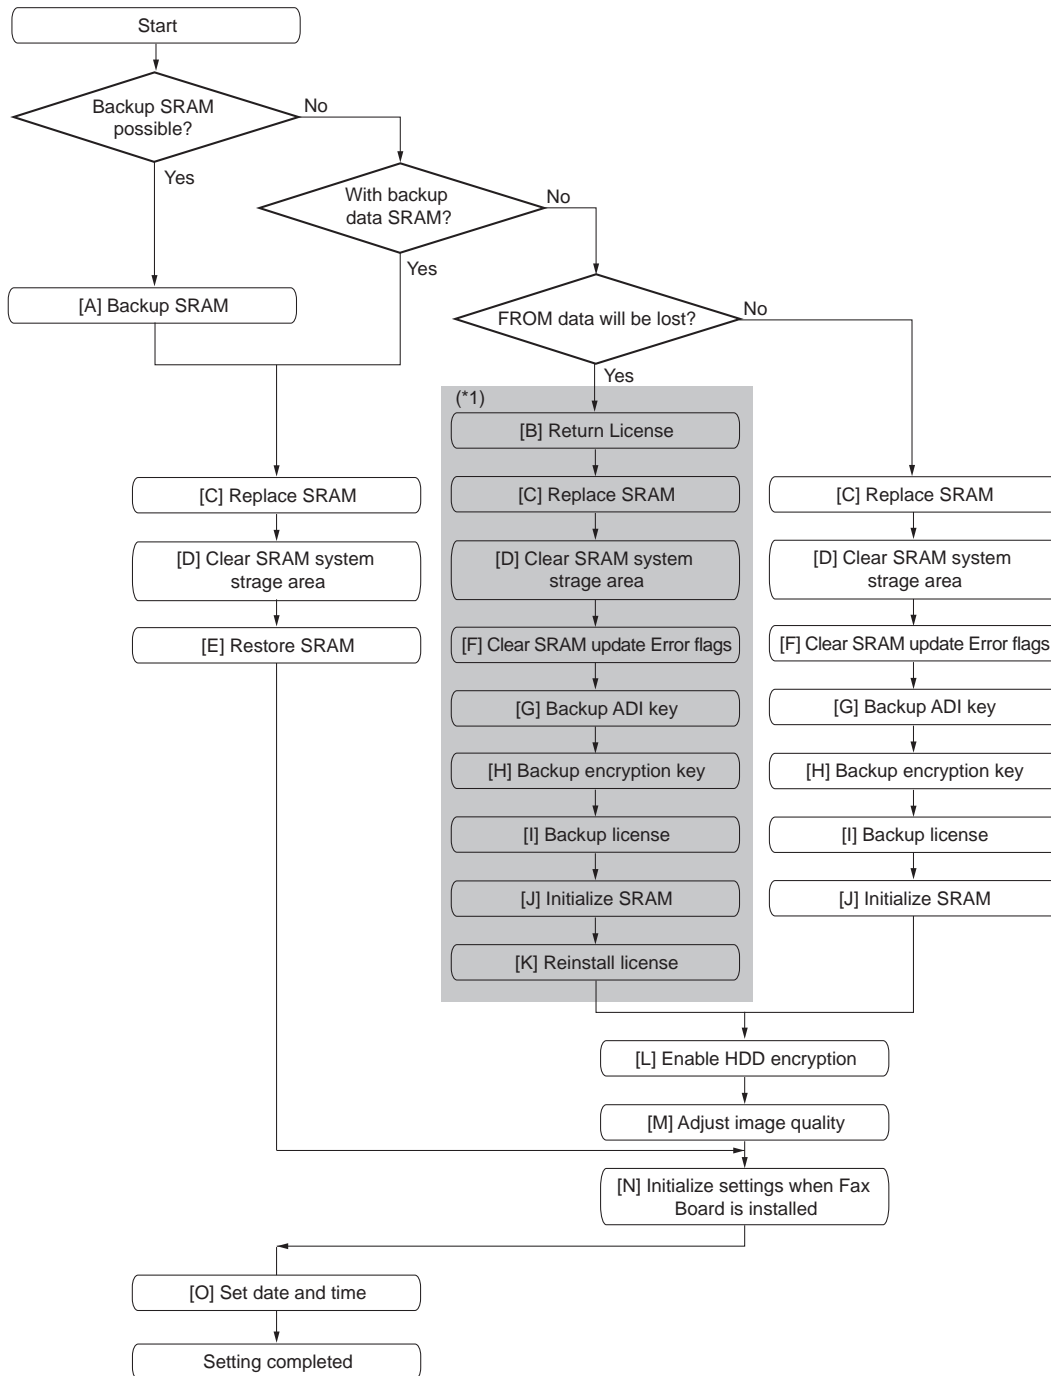 Start
Backup SRAM
possible?
No
Yes
With backup
data SRAM?
No
Yes
[A] Backup SRAM
FROM data will be lost?
No
Yes
(*1)
[B] Return License
[C] Replace SRAM
[C] Replace SRAM
[C] Replace SRAM
[D] Clear SRAM system
strage area
[D] Clear SRAM system
strage area
[D] Clear SRAM system
strage area
[E] Restore SRAM
[F] Clear SRAM update Error flags
[F] Clear SRAM update Error flags
[G] Backup ADI key
[G] Backup ADI key
[H] Backup encryption key
[H] Backup encryption key
[I] Backup license
[I] Backup license
[J] Initialize SRAM
[J] Initialize SRAM
[K] Reinstall license
[L] Enable HDD encryption
[M] Adjust image quality
[N] Initialize settings when Fax
Board is installed
[O] Set date and time
Setting completed